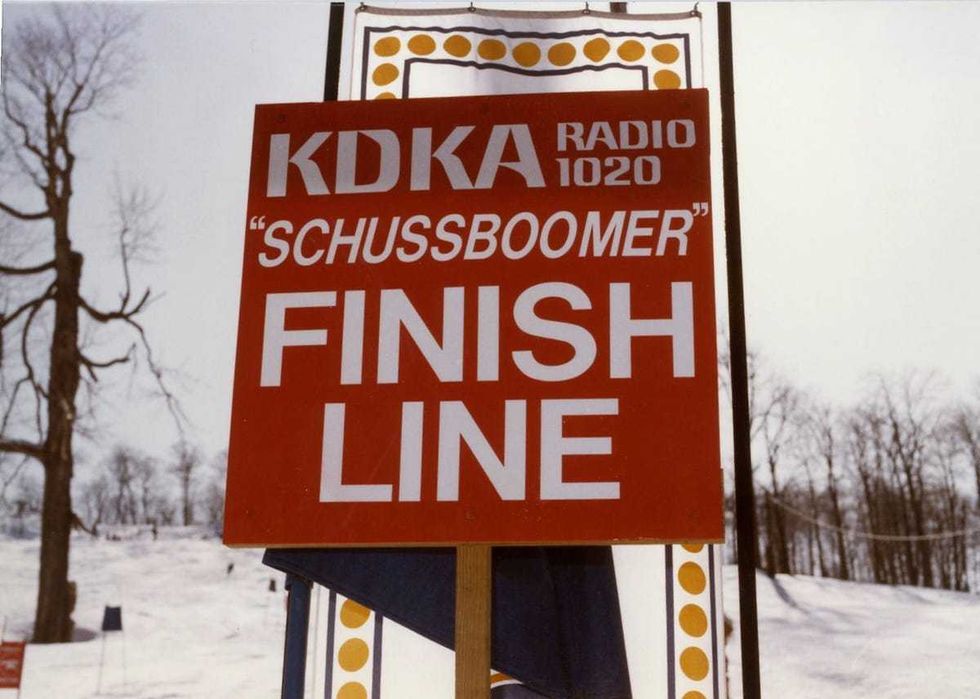 KDKA RADIO
1020
“SCHUSSBOOMER”
FINISH
LINE